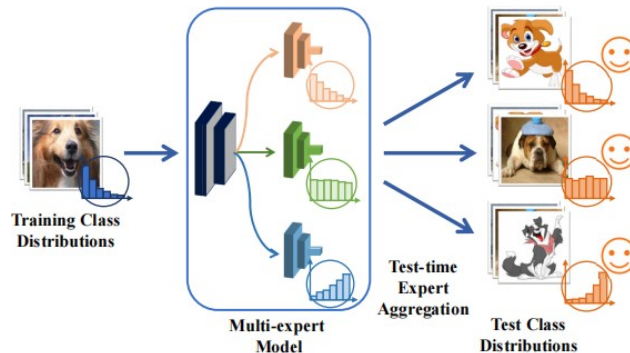 Training Class
Distributions
Multi-expert
Model
Test-time
Expert
Aggregation
Test Class
Distributions